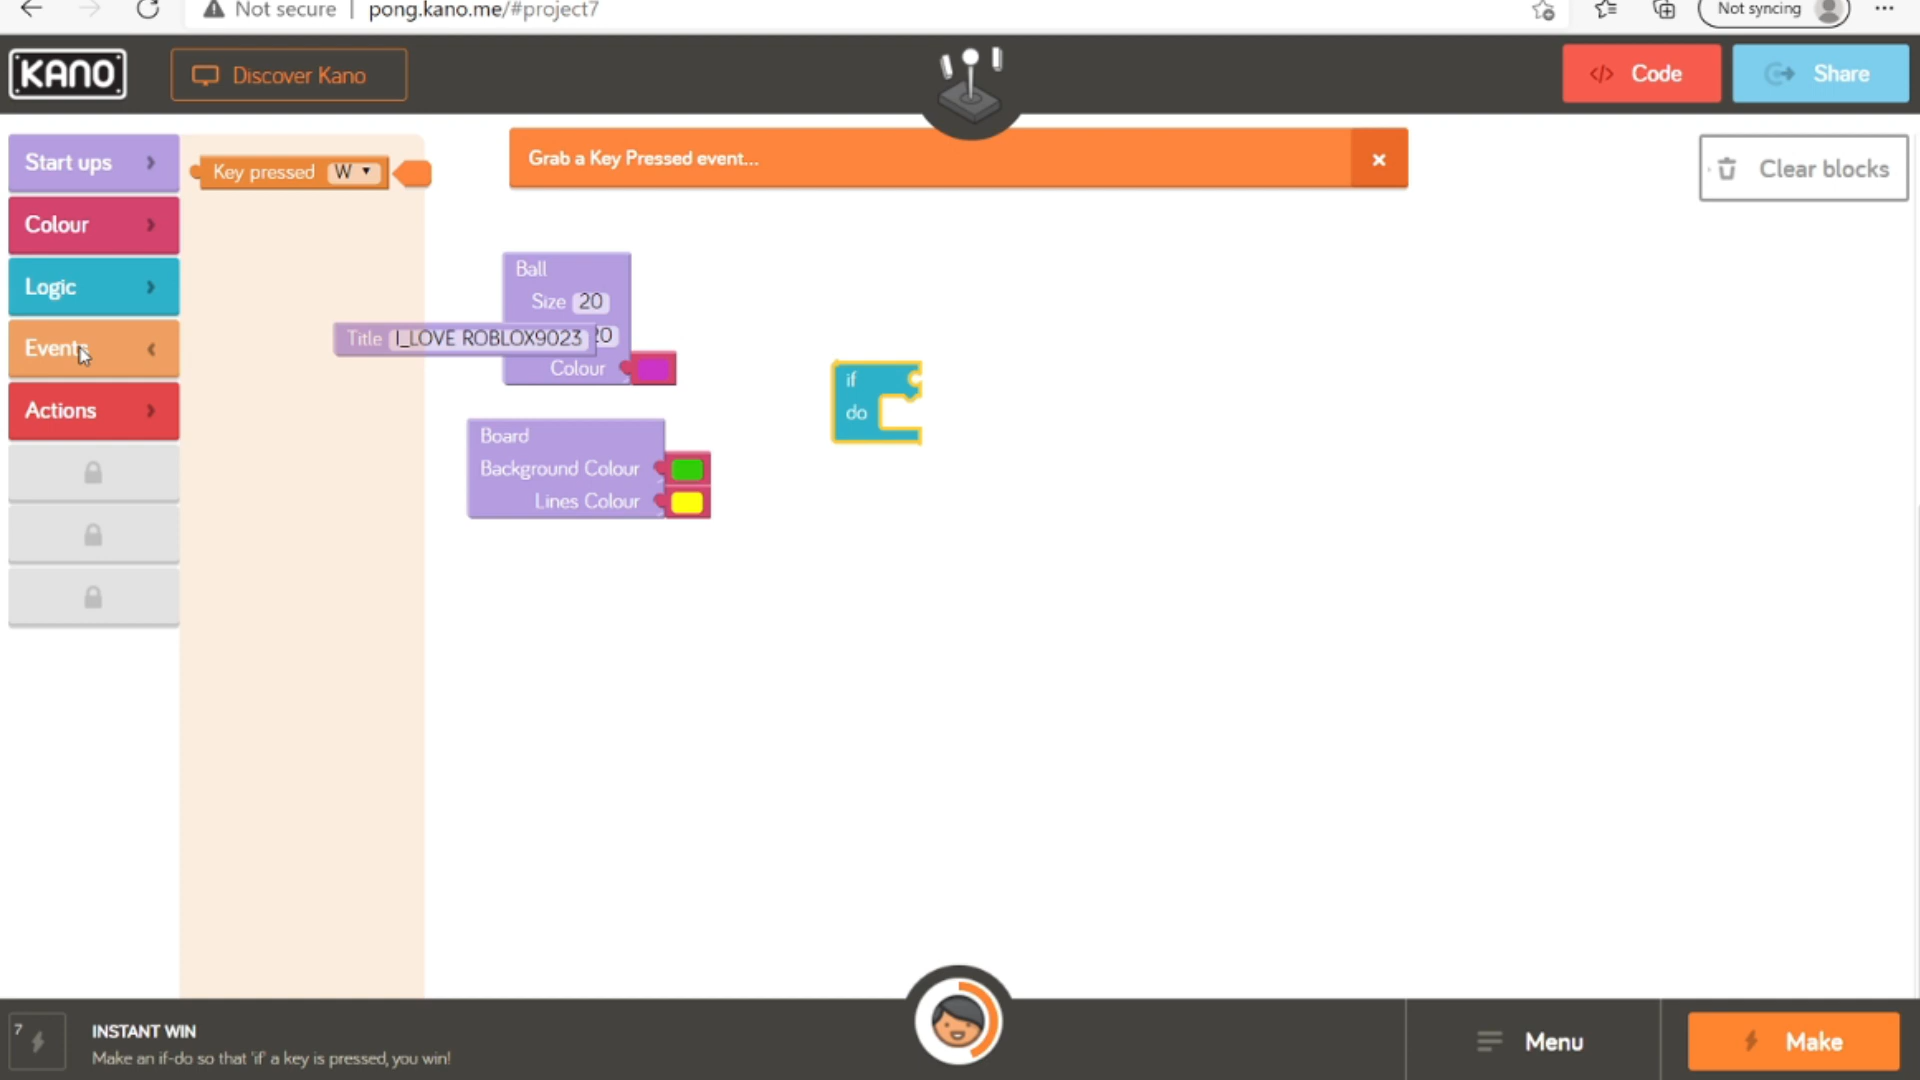 Not secure | pong.kano.me/#project7
Not syncing
KANO
Discover Kano
</> Code
Share
Start ups
Colour
Logic
Events
Actions
Key pressed W
Grab a Key Pressed event...
Clear blocks
Ball
Size 20
Title I_LOVE ROBLOX9023
20
Colour
Board
Background Colour
Lines Colour
if
do
7
INSTANT WIN
Make an if-do so that 'if' a key is pressed, you win!
Menu
Make